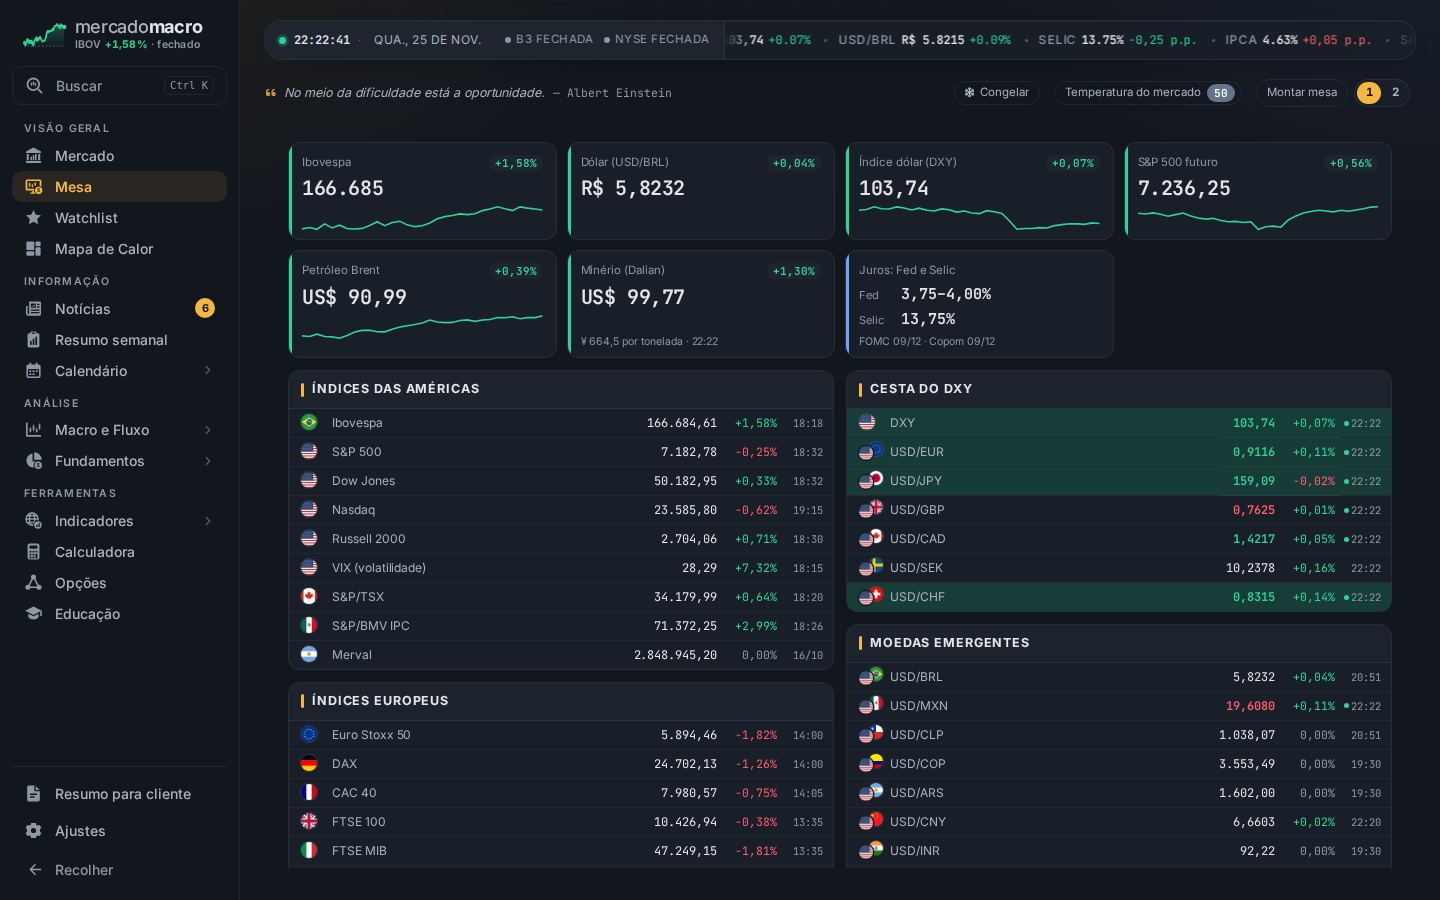 mercadomacro
IBOV +1,58% · fechado
Buscar Ctrl K
VISÃO GERAL
Mercado
Mesa
Watchlist
Mapa de Calor
INFORMAÇÃO
Notícias 6
Resumo semanal
Calendário
ANÁLISE
Macro e Fluxo
Fundamentos
FERRAMENTAS
Indicadores
Calculadora
Opções
Educação
Resumo para cliente
Ajustes
Recolher
22:22:41 · QUA., 25 DE NOV. B3 FECHADA NYSE FECHADA 03,74 +0.07% • USD/BRL R$ 5.8215 +0.09% • SELIC 13.75% -0,25 p.p. • IPCA 4.63% +0,05 p.p. •
“ No meio da dificuldade está a oportunidade. — Albert Einstein
Congelar
Temperatura do mercado 50
Montar mesa
1 2
Ibovespa +1,58%
166.685
Dólar (USD/BRL) +0,04%
R$ 5,8232
Índice dólar (DXY) +0,07%
103,74
S&P 500 futuro +0,56%
7.236,25
Petróleo Brent +0,39%
US$ 90,99
Minério (Dalian) +1,30%
US$ 99,77
¥ 664,5 por tonelada · 22:22
Juros: Fed e Selic
Fed 3,75–4,00%
Selic 13,75%
FOMC 09/12 · Copom 09/12
ÍNDICES DAS AMÉRICAS
Ibovespa 166.684,61 +1,58% 18:18
S&P 500 7.182,78 -0,25% 18:32
Dow Jones 50.182,95 +0,33% 18:32
Nasdaq 23.585,80 -0,62% 19:15
Russell 2000 2.704,06 +0,71% 18:30
VIX (volatilidade) 28,29 +7,32% 18:15
S&P/TSX 34.179,99 +0,64% 18:20
S&P/BMV IPC 71.372,25 +2,99% 18:26
Merval 2.848.945,20 0,00% 16/10
ÍNDICES EUROPEUS
Euro Stoxx 50 5.894,46 -1,82% 14:00
DAX 24.702,13 -1,26% 14:00
CAC 40 7.980,57 -0,75% 14:05
FTSE 100 10.426,94 -0,38% 13:35
FTSE MIB 47.249,15 -1,81% 13:35
CESTA DO DXY
DXY 103,74 +0,07% 22:22
USD/EUR 0,9116 +0,11% 22:22
USD/JPY 159,09 -0,02% 22:22
USD/GBP 0,7625 +0,01% 22:22
USD/CAD 1,4217 +0,05% 22:22
USD/SEK 10,2378 +0,16% 22:22
USD/CHF 0,8315 +0,14% 22:22
MOEDAS EMERGENTES
USD/BRL 5,8232 +0,04% 20:51
USD/MXN 19,6080 +0,11% 22:22
USD/CLP 1.038,07 0,00% 20:51
USD/COP 3.553,49 0,00% 19:30
USD/ARS 1.602,00 0,00% 19:30
USD/CNY 6,6603 +0,02% 22:20
USD/INR 92,22 0,00% 19:30